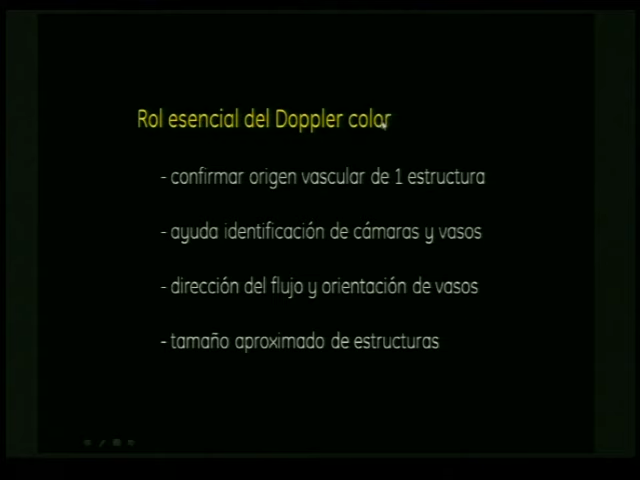 Rol esencial del Doppler color
- confirmar origen vascular de 1 estructura
- ayuda identificación de cámaras y vasos
- dirección del flujo y orientación de vasos
- tamaño aproximado de estructuras